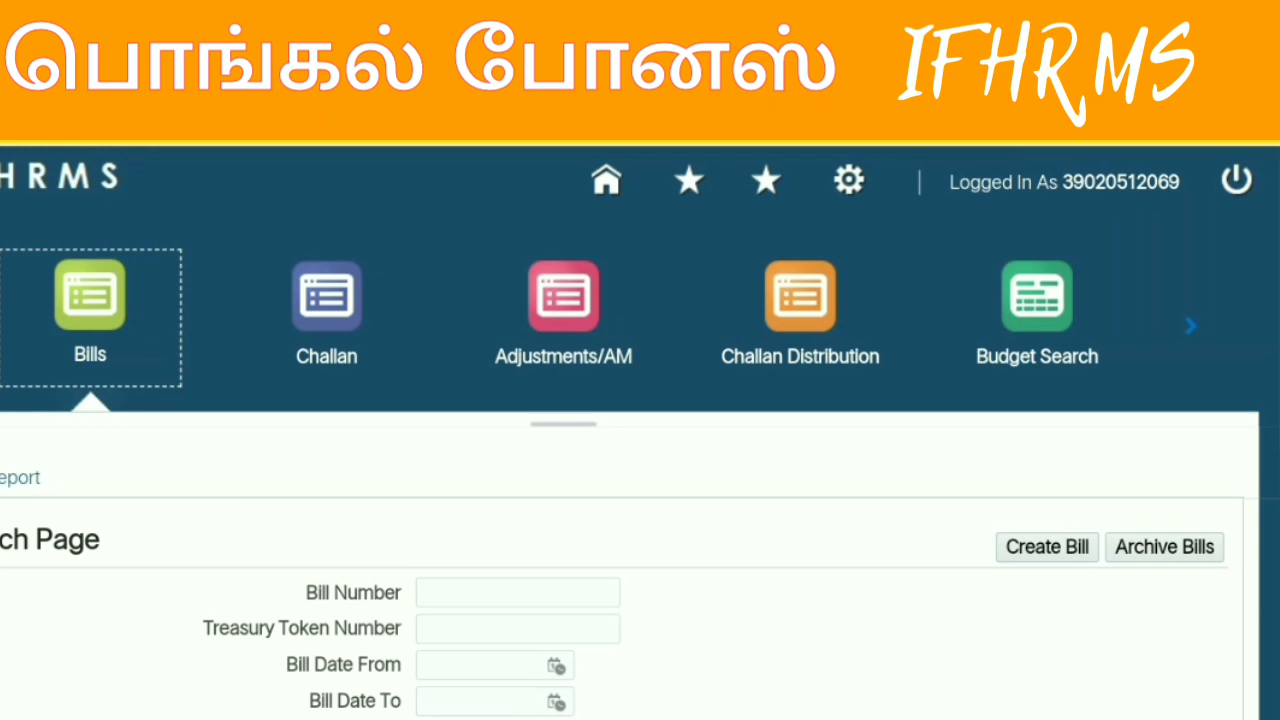 பொங்கல் போனஸ் IFHRMS
HRMS
Logged In As 39020512069
Bills
Challan
Adjustments/AM
Challan Distribution
Budget Search
eport
ch Page
Create Bill
Archive Bills
Bill Number
Treasury Token Number
Bill Date From
Bill Date To